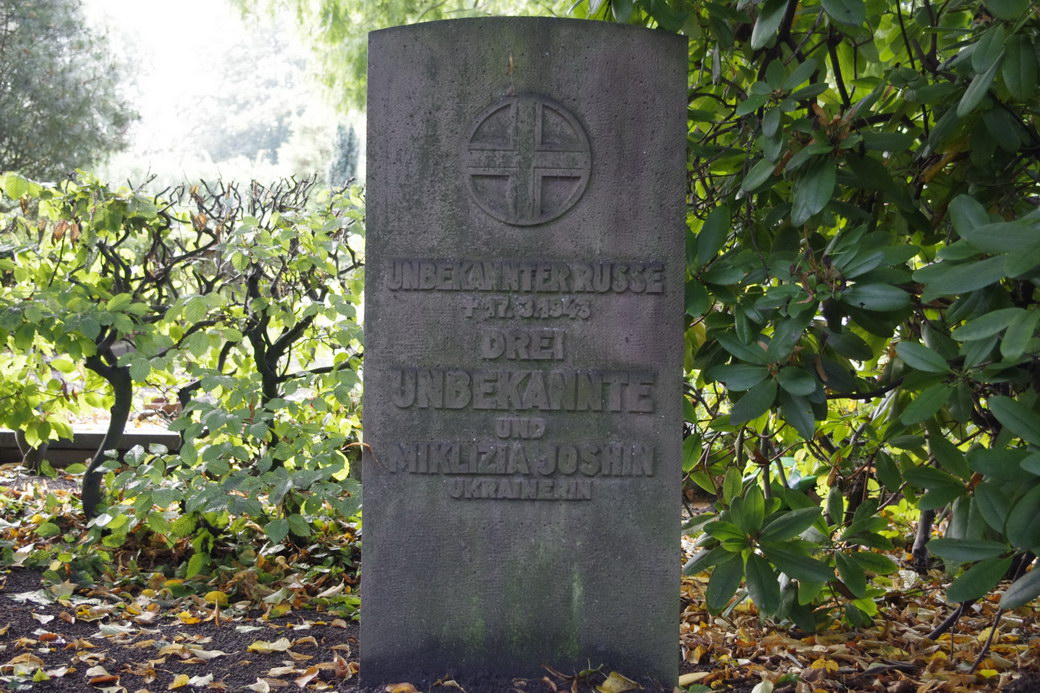 UNBEKANNTER RUSSE
† 17.3.1943
DREI
UNBEKANNTE
UND
MIKLIZIA JOSHIN
UKRAINERIN